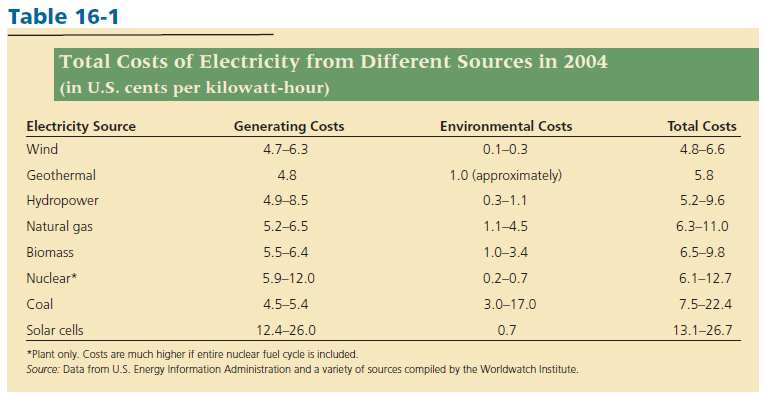 Table 16-1
Total Costs of Electricity from Different Sources in 2004
(in U.S. cents per kilowatt-hour)
Electricity Source Generating Costs Environmental Costs Total Costs
Wind 4.7–6.3 0.1–0.3 4.8–6.6
Geothermal 4.8 1.0 (approximately) 5.8
Hydropower 4.9–8.5 0.3–1.1 5.2–9.6
Natural gas 5.2–6.5 1.1–4.5 6.3–11.0
Biomass 5.5–6.4 1.0–3.4 6.5–9.8
Nuclear* 5.9–12.0 0.2–0.7 6.1–12.7
Coal 4.5–5.4 3.0–17.0 7.5–22.4
Solar cells 12.4–26.0 0.7 13.1–26.7
*Plant only. Costs are much higher if entire nuclear fuel cycle is included.
Source: Data from U.S. Energy Information Administration and a variety of sources compiled by the Worldwatch Institute.